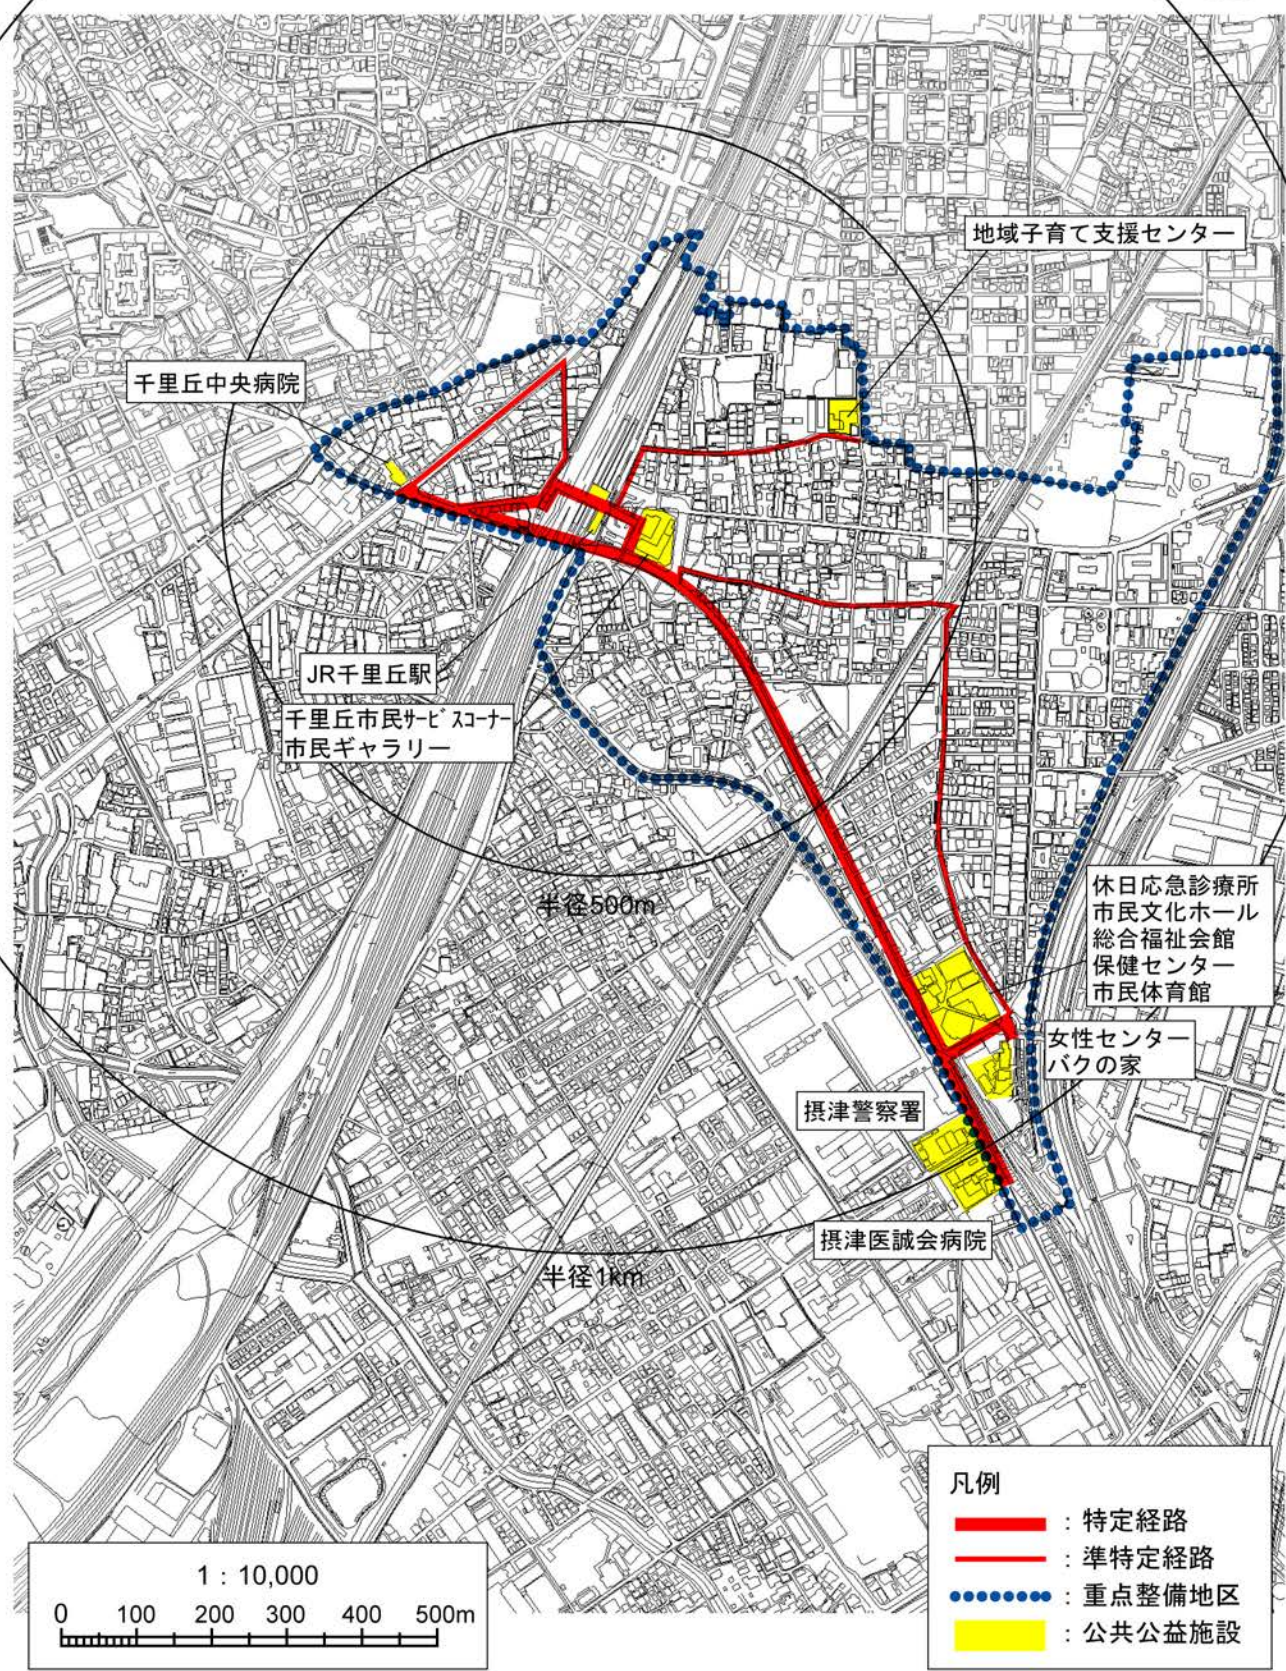 地域子育て支援センター
千里丘中央病院
JR千里丘駅
千里丘市民ｻｰﾋﾞｽｺｰﾅｰ
市民ギャラリー
半径500m
休日応急診療所
市民文化ホール
総合福祉会館
保健センター
市民体育館
女性センター
バクの家
摂津警察署
摂津医誠会病院
半径1km
凡例
：特定経路
：準特定経路
：重点整備地区
：公共公益施設
1：10,000
0 100 200 300 400 500m